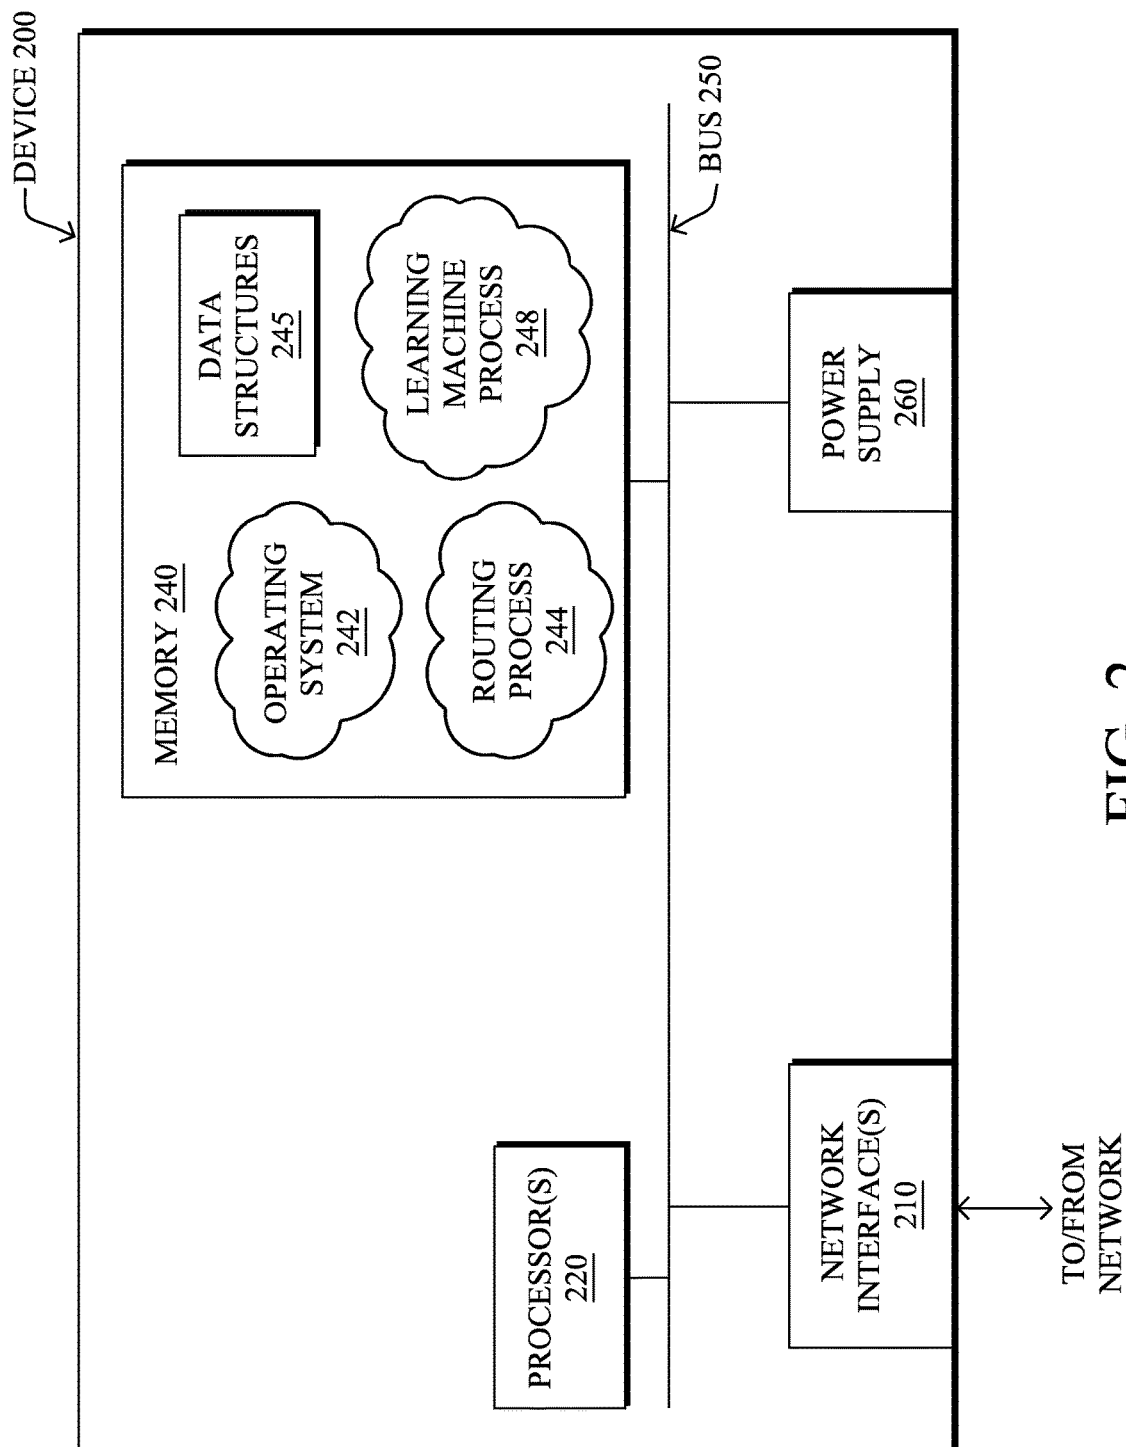 DEVICE 200
MEMORY 240
DATA
STRUCTURES
245
OPERATING
SYSTEM
242
LEARNING
MACHINE
PROCESS
248
ROUTING
PROCESS
244
PROCESSOR(S)
220
BUS 250
NETWORK
INTERFACE(S)
210
POWER
SUPPLY
260
TO/FROM
NETWORK
FIG. 2